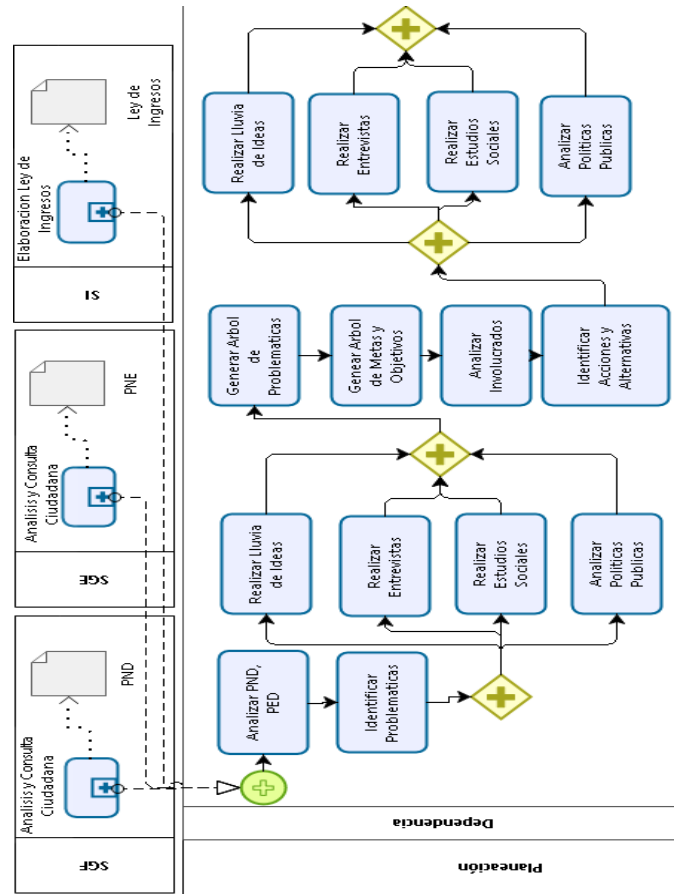 SGF
Analisis y Consulta
Ciudadana
PND
SGE
Analisis y Consulta
Ciudadana
PNE
SI
Elaboracion Ley de
Ingresos
Ley de
Ingresos
Planeación
Dependencia
Analizar PND,
PED
Identificar
Problematicas
Realizar Lluvia
de Ideas
Realizar
Entrevistas
Realizar
Estudios
Sociales
Analizar
Politicas
Publicas
Generar Arbol
de
Problematicas
Genear Arbol
de Metas y
Objetivos
Analizar
Involucrados
Identificar
Acciones y
Alternativas
Realizar Lluvia
de Ideas
Realizar
Entrevistas
Realizar
Estudios
Sociales
Analizar
Politicas
Publicas